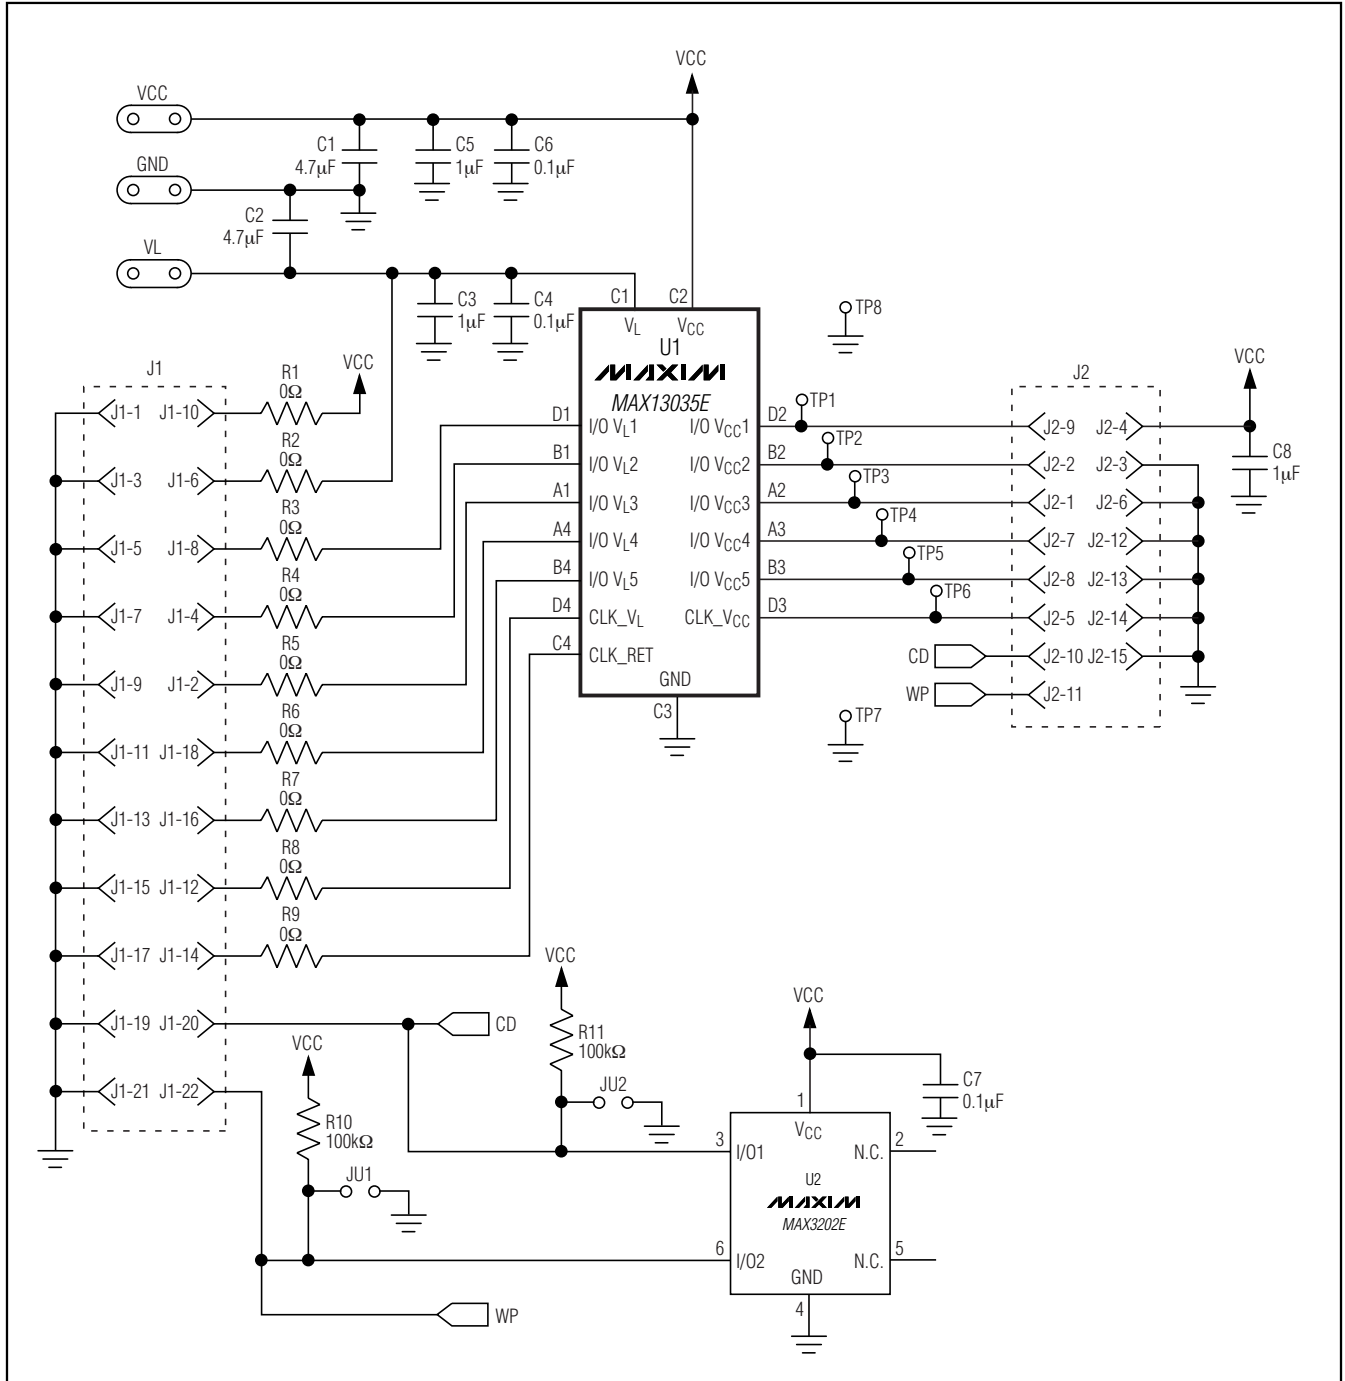 VCC
VCC
GND
VL
C1
4.7µF
C5
1µF
C6
0.1µF
C2
4.7µF
C3
1µF
C4
0.1µF
C1
C2
VL
VCC
U1
MAXIM
MAX13035E
TP8
J1
R1
0Ω
VCC
J1-1 J1-10
R2
0Ω
J1-3 J1-6
R3
0Ω
J1-5 J1-8
R4
0Ω
J1-7 J1-4
R5
0Ω
J1-9 J1-2
R6
0Ω
J1-11 J1-18
R7
0Ω
J1-13 J1-16
R8
0Ω
J1-15 J1-12
R9
0Ω
J1-17 J1-14
J1-19 J1-20
J1-21 J1-22
D1 I/O VL1 I/O VCC1 D2
B1 I/O VL2 I/O VCC2 B2
A1 I/O VL3 I/O VCC3 A2
A4 I/O VL4 I/O VCC4 A3
B4 I/O VL5 I/O VCC5 B3
D4 CLK_VL CLK_VCC D3
C4 CLK_RET
GND
C3
TP1
TP2
TP3
TP4
TP5
TP6
TP7
J2
VCC
C8
1µF
J2-9 J2-4
J2-2 J2-3
J2-1 J2-6
J2-7 J2-12
J2-8 J2-13
J2-5 J2-14
CD J2-10 J2-15
WP J2-11
CD
VCC
R11
100kΩ
JU2
VCC
R10
100kΩ
JU1
WP
VCC
C7
0.1µF
1
VCC
3 I/O1 N.C. 2
U2
MAXIM
MAX3202E
6 I/O2 N.C. 5
GND
4